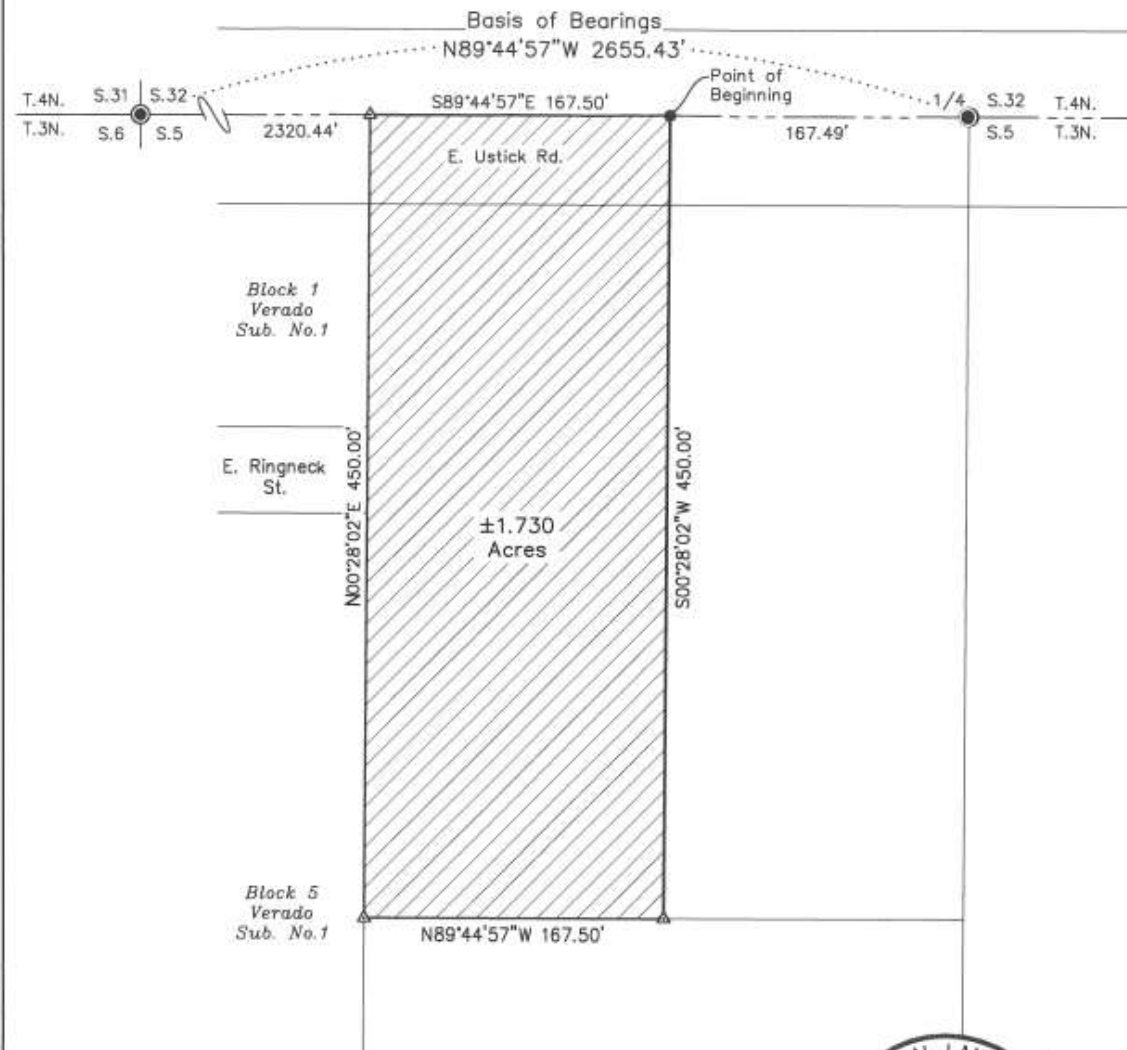 Basis of Bearings
N89°44'57"W 2655.43'
Point of
Beginning
T.4N. S.31 S.32
S89°44'57"E 167.50'
1/4 S.32 T.4N.
T.3N. S.6 S.5
2320.44'
167.49'
S.5 T.3N.
E. Ustick Rd.
Block 1
Verado
Sub. No.1
E. Ringneck
St.
N00°28'02"E 450.00'
S00°28'02"W 450.00'
±1.730
Acres
Block 5
Verado
Sub. No.1
N89°44'57"W 167.50'